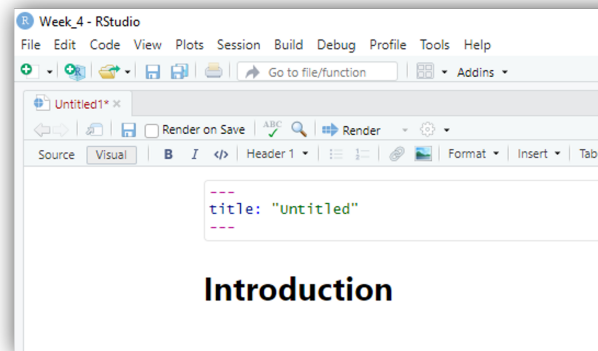 R Week_4 - RStudio
File Edit Code View Plots Session Build Debug Profile Tools Help
R Go to file/function Addins
Untitled1*
Render on Save ABC Render
Source Visual B I </> Header 1 Format Insert Tab
---
title: "Untitled"
---
Introduction